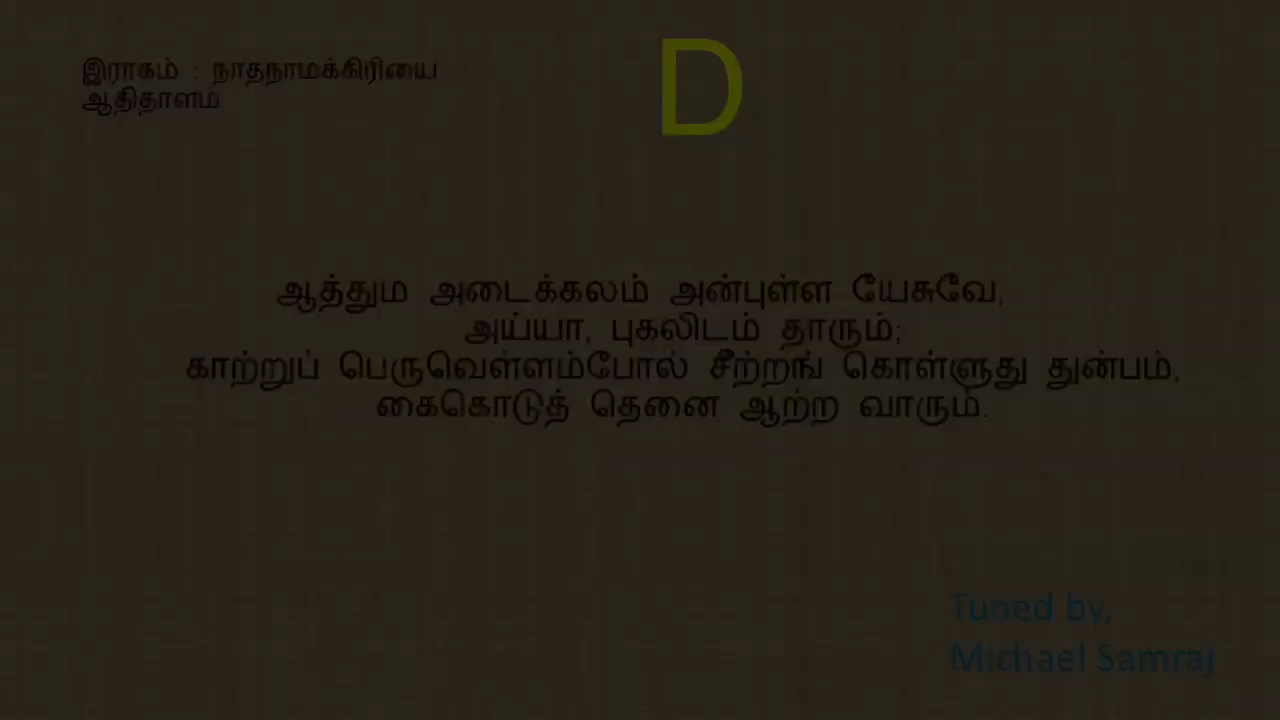 இராகம் : நாதநாமக்கிரியை
ஆதிதாளம்
D
ஆத்தும அடைக்கலம் அன்புள்ள யேசுவே,
அய்யா, புகலிடம் தாரும்;
காற்றுப் பெருவெள்ளம்போல் சீற்றங் கொள்ளுது துன்பம்,
கைகொடுத் தெனை ஆற்ற வாரும்.
Tuned by,
Michael Samraj